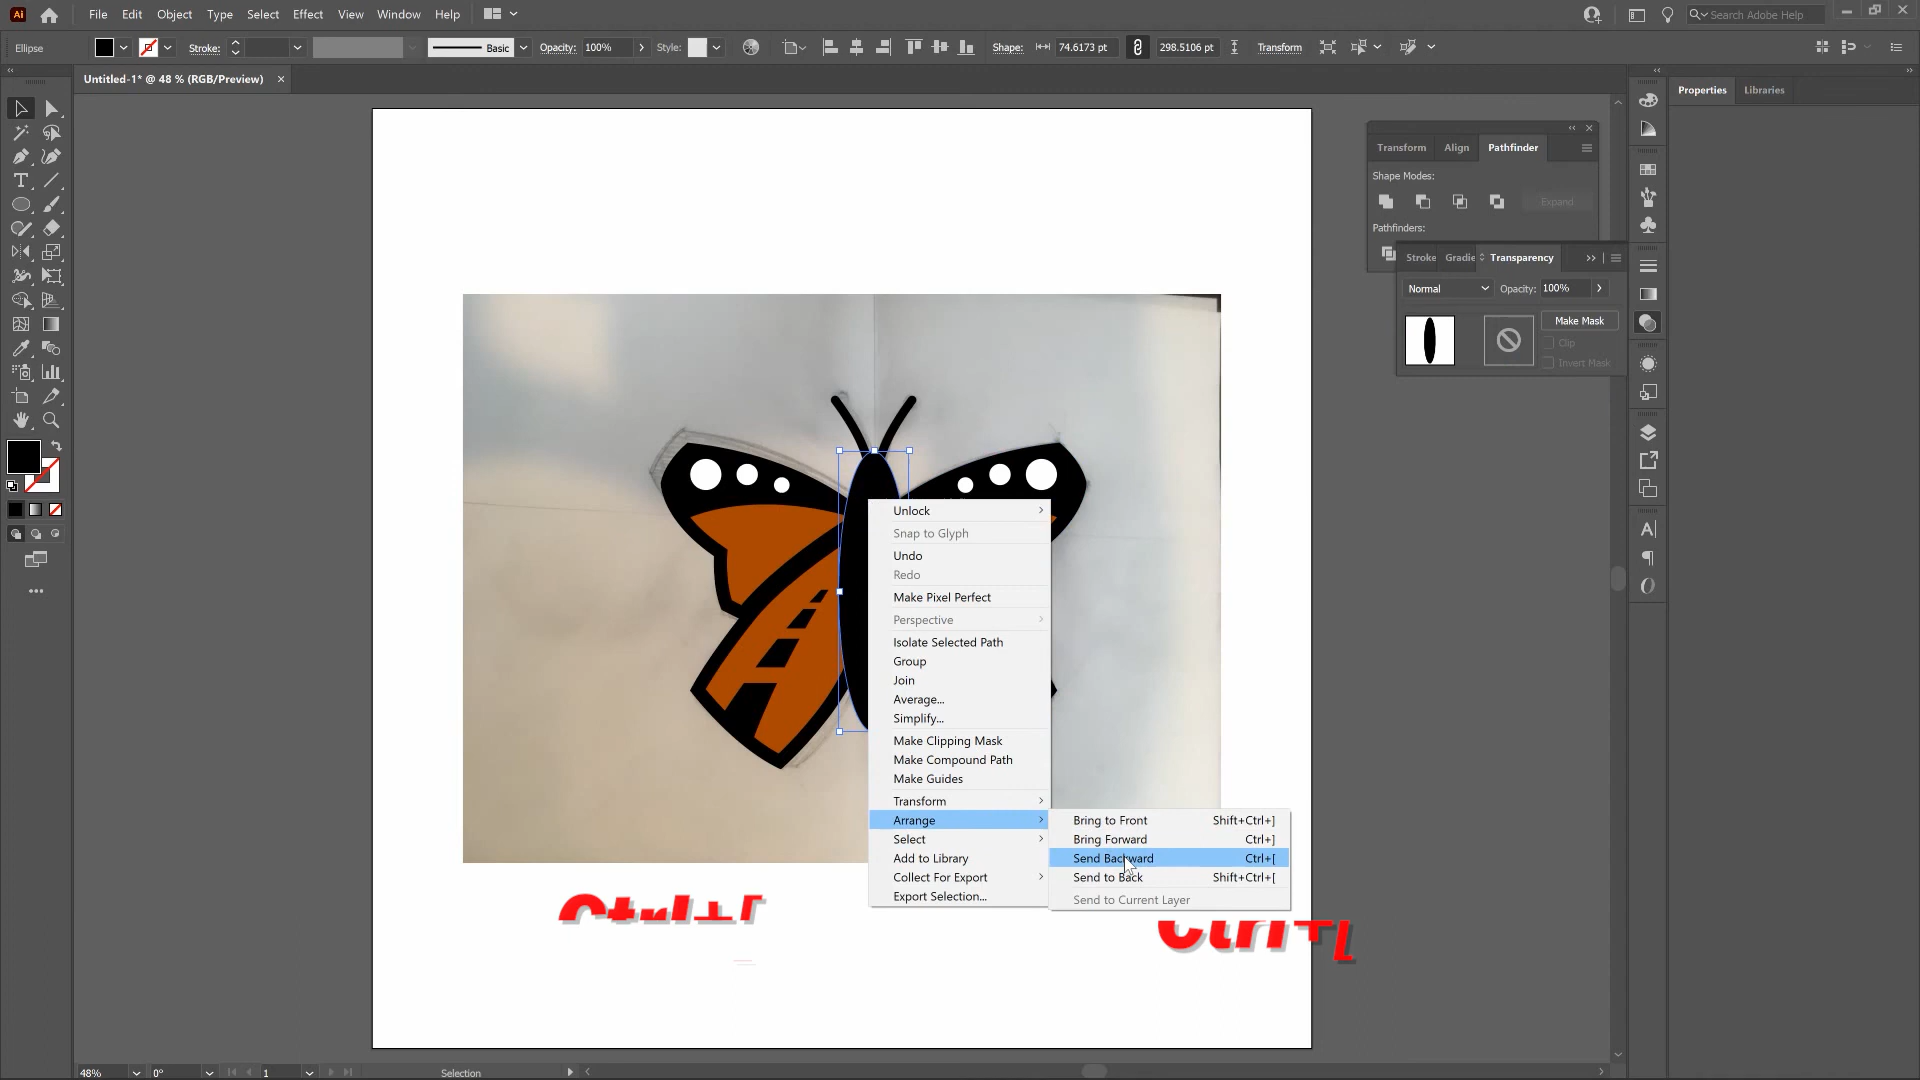 Ai File Edit Object Type Select Effect View Window Help Search Adobe Help
Ellipse Stroke: Basic Opacity: 100% Style: Shape: 74.6173 pt 298.5106 pt Transform
Untitled-1* @ 48 % (RGB/Preview) ×
Properties Libraries
Transform Align Pathfinder
Shape Modes:
Expand
Pathfinders:
Stroke Gradie Transparency
Normal Opacity: 100%
Make Mask
Clip
Invert Mask
Unlock
Snap to Glyph
Undo
Redo
Make Pixel Perfect
Perspective
Isolate Selected Path
Group
Join
Average...
Simplify...
Make Clipping Mask
Make Compound Path
Make Guides
Transform
Arrange
Select
Add to Library
Collect For Export
Export Selection...
Bring to Front Shift+Ctrl+]
Bring Forward Ctrl+]
Send Backward Ctrl+[
Send to Back Shift+Ctrl+[
Send to Current Layer
Ctrl+[
Ctrl+[
48% 0° 1 Selection